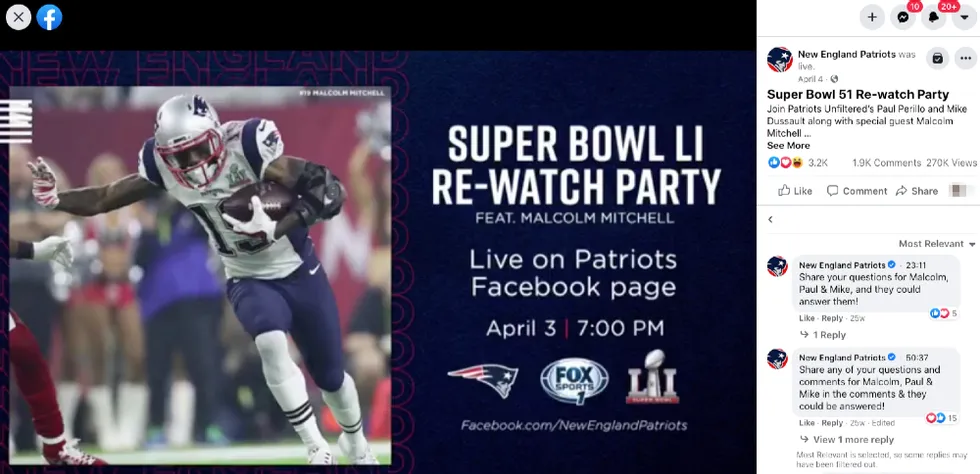 10
20+
NEW ENGLAND
#19 MALCOLM MITCHELL
SUPER BOWL LI
RE-WATCH PARTY
FEAT. MALCOLM MITCHELL
Live on Patriots
Facebook page
April 3 | 7:00 PM
FOX
SPORTS
1
LI
SUPER BOWL
Facebook.com/NewEnglandPatriots
19
New England Patriots was
live.
April 4 ·
Super Bowl 51 Re-watch Party
Join Patriots Unfiltered's Paul Perillo and Mike
Dussault along with special guest Malcolm
Mitchell ...
See More
3.2K 1.9K Comments 270K Views
Like Comment Share
Most Relevant
New England Patriots · 23:11
Share your questions for Malcolm,
Paul & Mike, and they could
answer them!
5
Like · Reply · 25w
1 Reply
New England Patriots 50:37
Share any of your questions and
comments for Malcolm, Paul &
Mike in the comments & they
could be answered!
15
Like · Reply · 25w · Edited
View 1 more reply
Most Relevant is selected, so some replies may
have been filtered out.